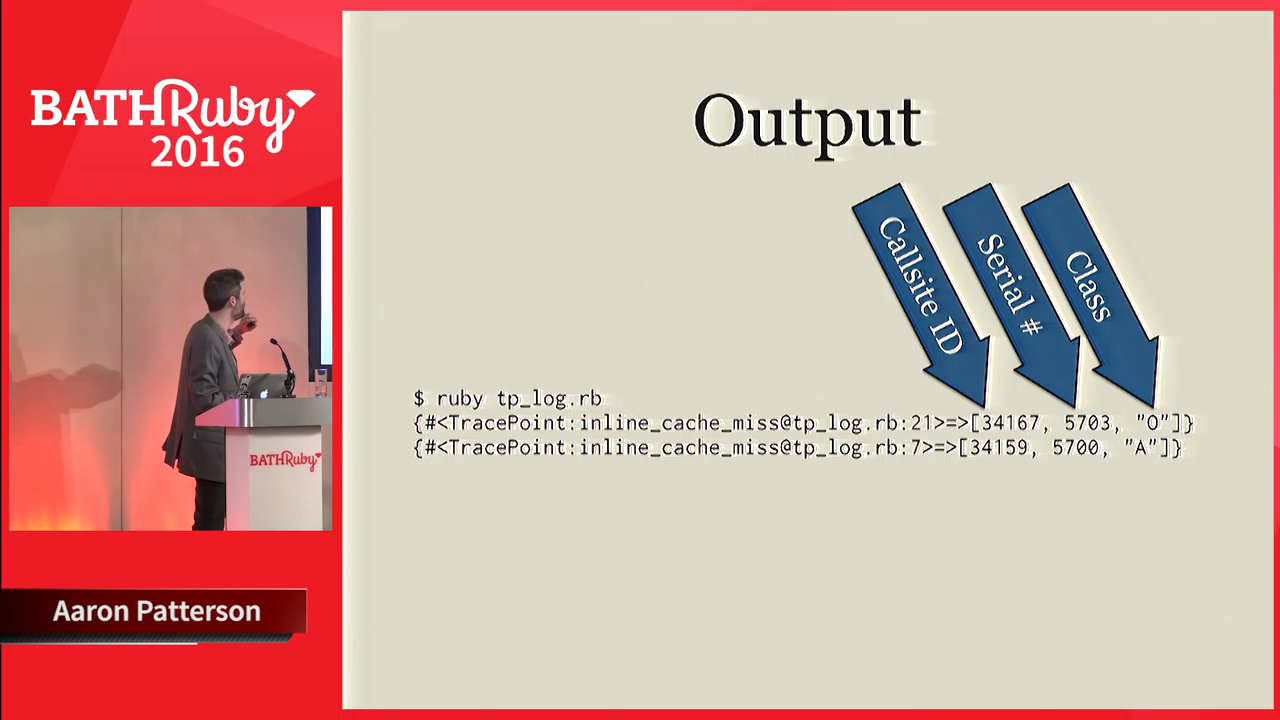 BATHRuby
2016
Output
Callsite ID
Serial #
Class
$ ruby tp_log.rb
{#<TracePoint:inline_cache_miss@tp_log.rb:21>=>[34167, 5703, "O"]}
{#<TracePoint:inline_cache_miss@tp_log.rb:7>=>[34159, 5700, "A"]}
BATHRuby
Aaron Patterson